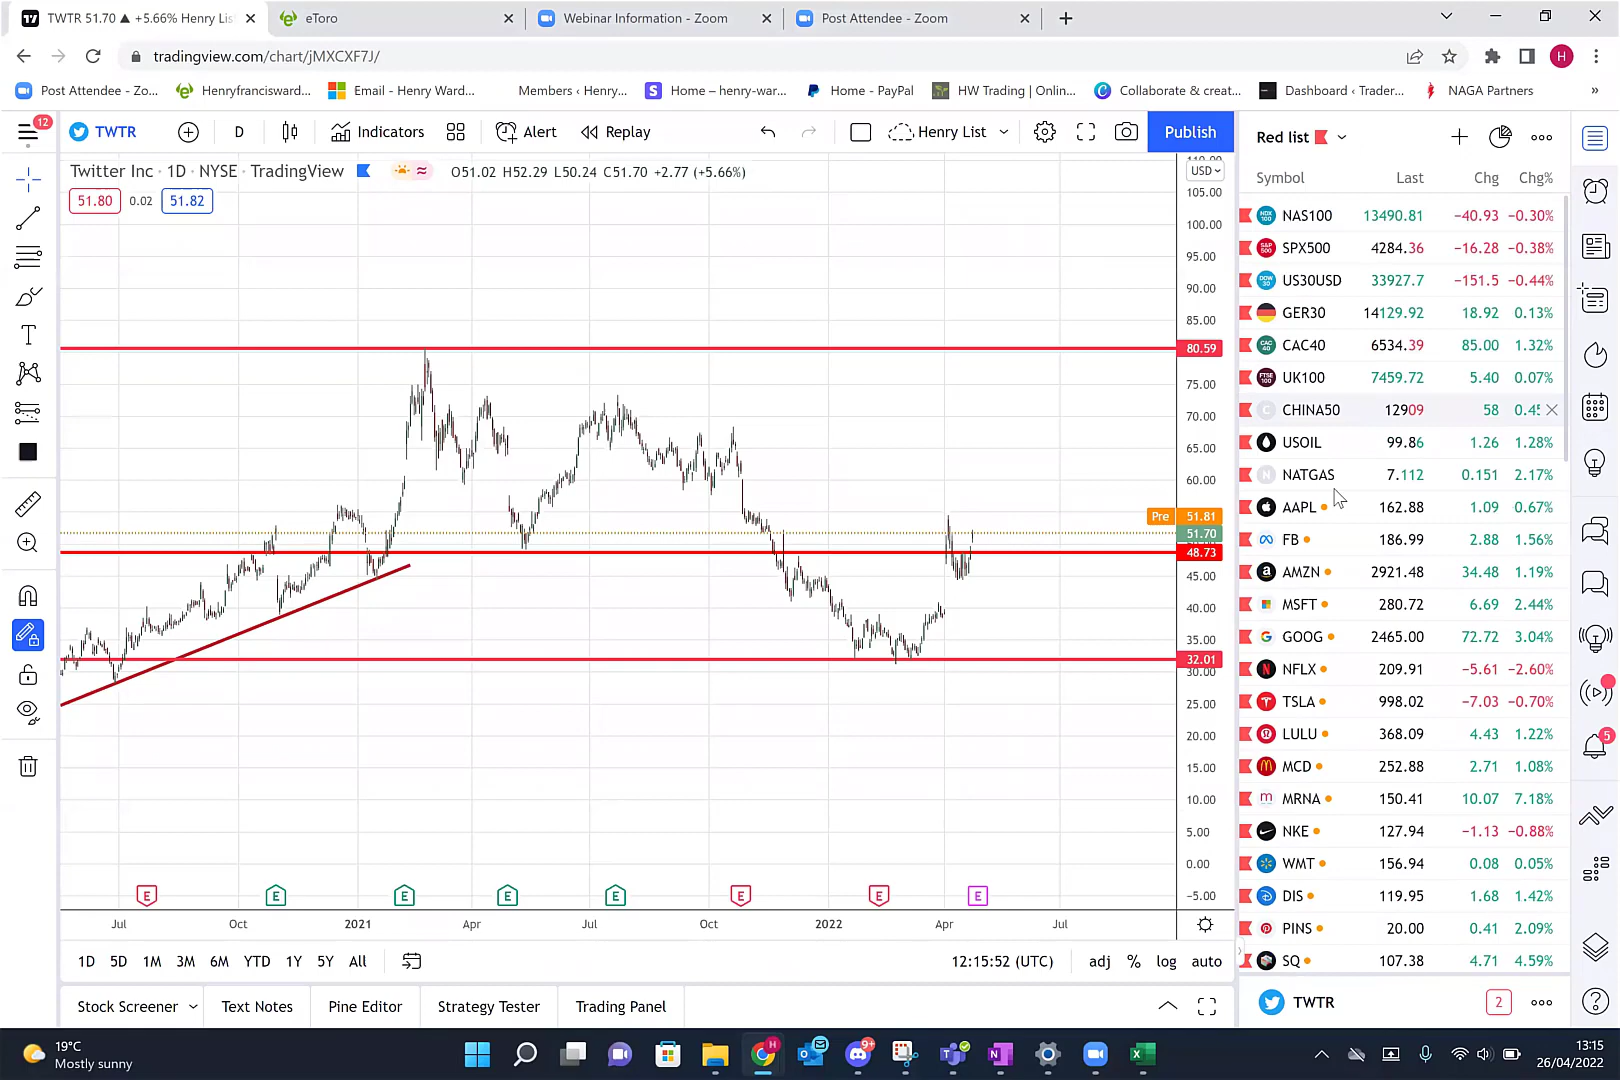 TWTR 51.70 ▲ +5.66% Henry Lis
eToro
Webinar Information - Zoom
Post Attendee - Zoom
tradingview.com/chart/jMXCXF7J/
H
Post Attendee - Zo...
Henryfrancisward...
Email - Henry Ward...
Members ‹ Henry,...
Home – henry-war...
Home - PayPal
HW Trading | Onlin...
Collaborate & creat...
Dashboard ‹ Trader...
NAGA Partners
»
12
TWTR
D
Indicators
Alert
Replay
Henry List
Publish
Twitter Inc · 1D · NYSE · TradingView
O51.02 H52.29 L50.24 C51.70 +2.77 (+5.66%)
51.80
0.02
51.82
USD
110.00
105.00
100.00
95.00
90.00
85.00
80.59
75.00
70.00
65.00
60.00
Pre 51.81
51.70
48.73
45.00
40.00
35.00
32.01
30.00
25.00
20.00
15.00
10.00
5.00
0.00
−5.00
E E E E E E E E
Jul Oct 2021 Apr Jul Oct 2022 Apr Jul
1D 5D 1M 3M 6M YTD 1Y 5Y All
12:15:52 (UTC)
adj % log auto
Stock Screener
Text Notes
Pine Editor
Strategy Tester
Trading Panel
Red list
Symbol Last Chg Chg%
NAS100 13490.81 −40.93 −0.30%
SPX500 4284.36 −16.28 −0.38%
US30USD 33927.7 −151.5 −0.44%
GER30 14129.92 18.92 0.13%
CAC40 6534.39 85.00 1.32%
UK100 7459.72 5.40 0.07%
CHINA50 12909 58 0.45
USOIL 99.86 1.26 1.28%
NATGAS 7.112 0.151 2.17%
AAPL 162.88 1.09 0.67%
FB 186.99 2.88 1.56%
AMZN 2921.48 34.48 1.19%
MSFT 280.72 6.69 2.44%
GOOG 2465.00 72.72 3.04%
NFLX 209.91 −5.61 −2.60%
TSLA 998.02 −7.03 −0.70%
LULU 368.09 4.43 1.22%
MCD 252.88 2.71 1.08%
MRNA 150.41 10.07 7.18%
NKE 127.94 −1.13 −0.88%
WMT 156.94 0.08 0.05%
DIS 119.95 1.68 1.42%
PINS 20.00 0.41 2.09%
SQ 107.38 4.71 4.59%
TWTR 2
5
19°C
Mostly sunny
13:15
26/04/2022